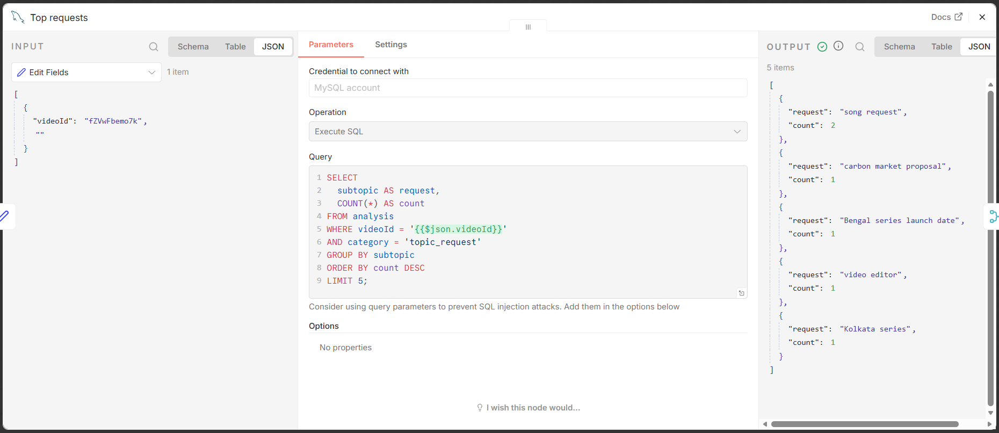 Top requests
Docs
INPUT
Schema
Table
JSON
Edit Fields
1 item
[
{
"videoId": "fZVwFbemo7k",
""
}
]
Parameters
Settings
Credential to connect with
MySQL account
Operation
Execute SQL
Query
1 SELECT
2 subtopic AS request,
3 COUNT(*) AS count
4 FROM analysis
5 WHERE videoId = '{{$json.videoId}}'
6 AND category = 'topic_request'
7 GROUP BY subtopic
8 ORDER BY count DESC
9 LIMIT 5;
Consider using query parameters to prevent SQL injection attacks. Add them in the options below
Options
No properties
I wish this node would...
OUTPUT
Schema
Table
JSON
5 items
[
{
"request": "song request",
"count": 2
},
{
"request": "carbon market proposal",
"count": 1
},
{
"request": "Bengal series launch date",
"count": 1
},
{
"request": "video editor",
"count": 1
},
{
"request": "Kolkata series",
"count": 1
}
]